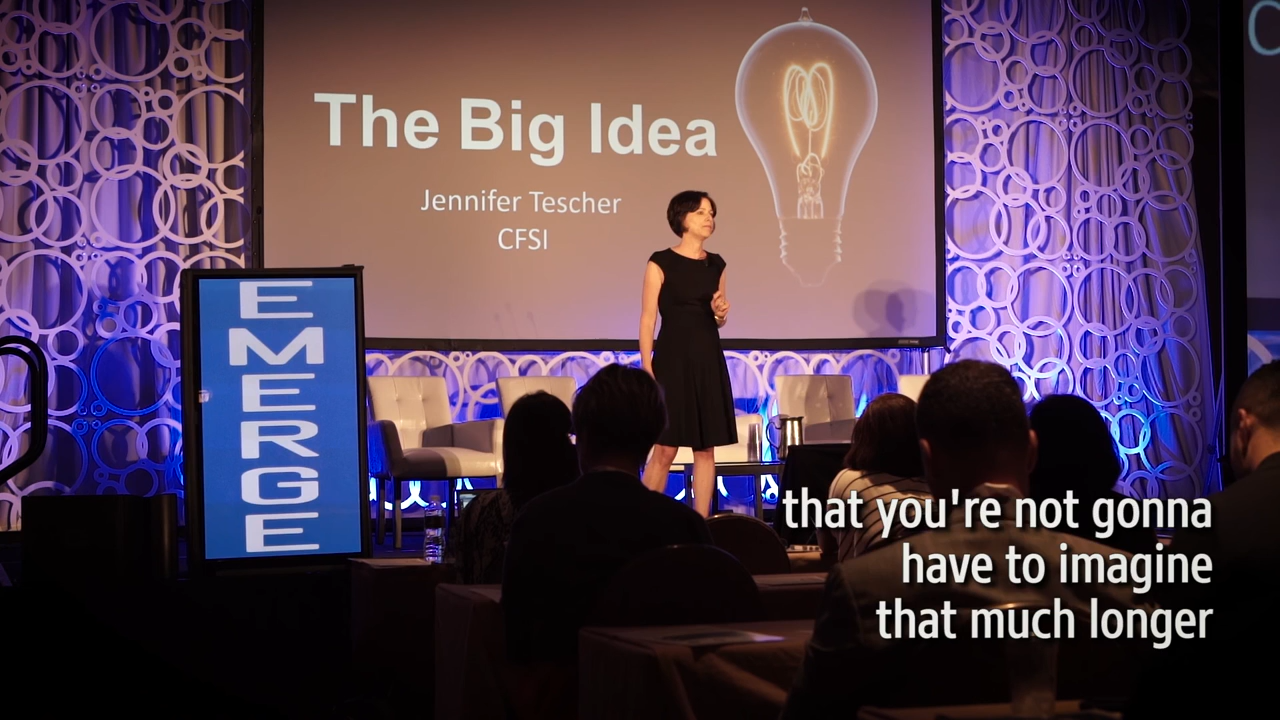 The Big Idea
Jennifer Tescher
CFSI
EMERGE
that you're not gonna
have to imagine
that much longer